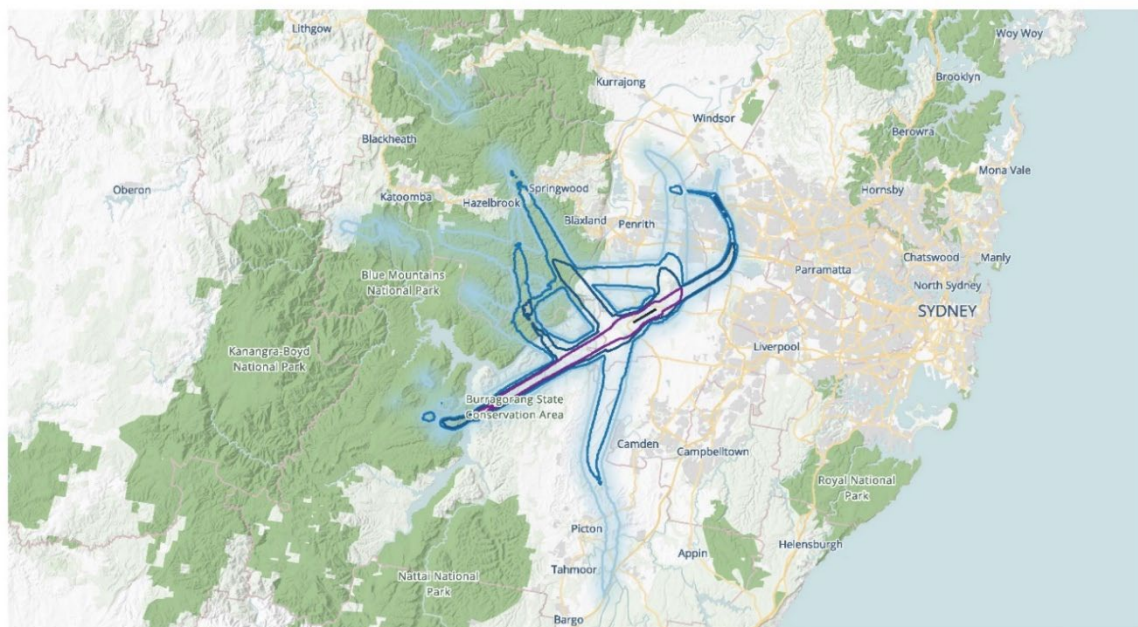 Lithgow
Woy Woy
Kurrajong
Brooklyn
Windsor
Blackheath
Berowra
Mona Vale
Oberon
Katoomba
Springwood
Hornsby
Hazelbrook
Blaxland
Penrith
Chatswood
Manly
Parramatta
Blue Mountains
National Park
North Sydney
SYDNEY
Liverpool
Kanangra-Boyd
National Park
Burragorang State
Conservation Area
Camden
Campbelltown
Royal National
Park
Picton
Helensburgh
Appin
Tahmoor
Nattai National
Park
Bargo